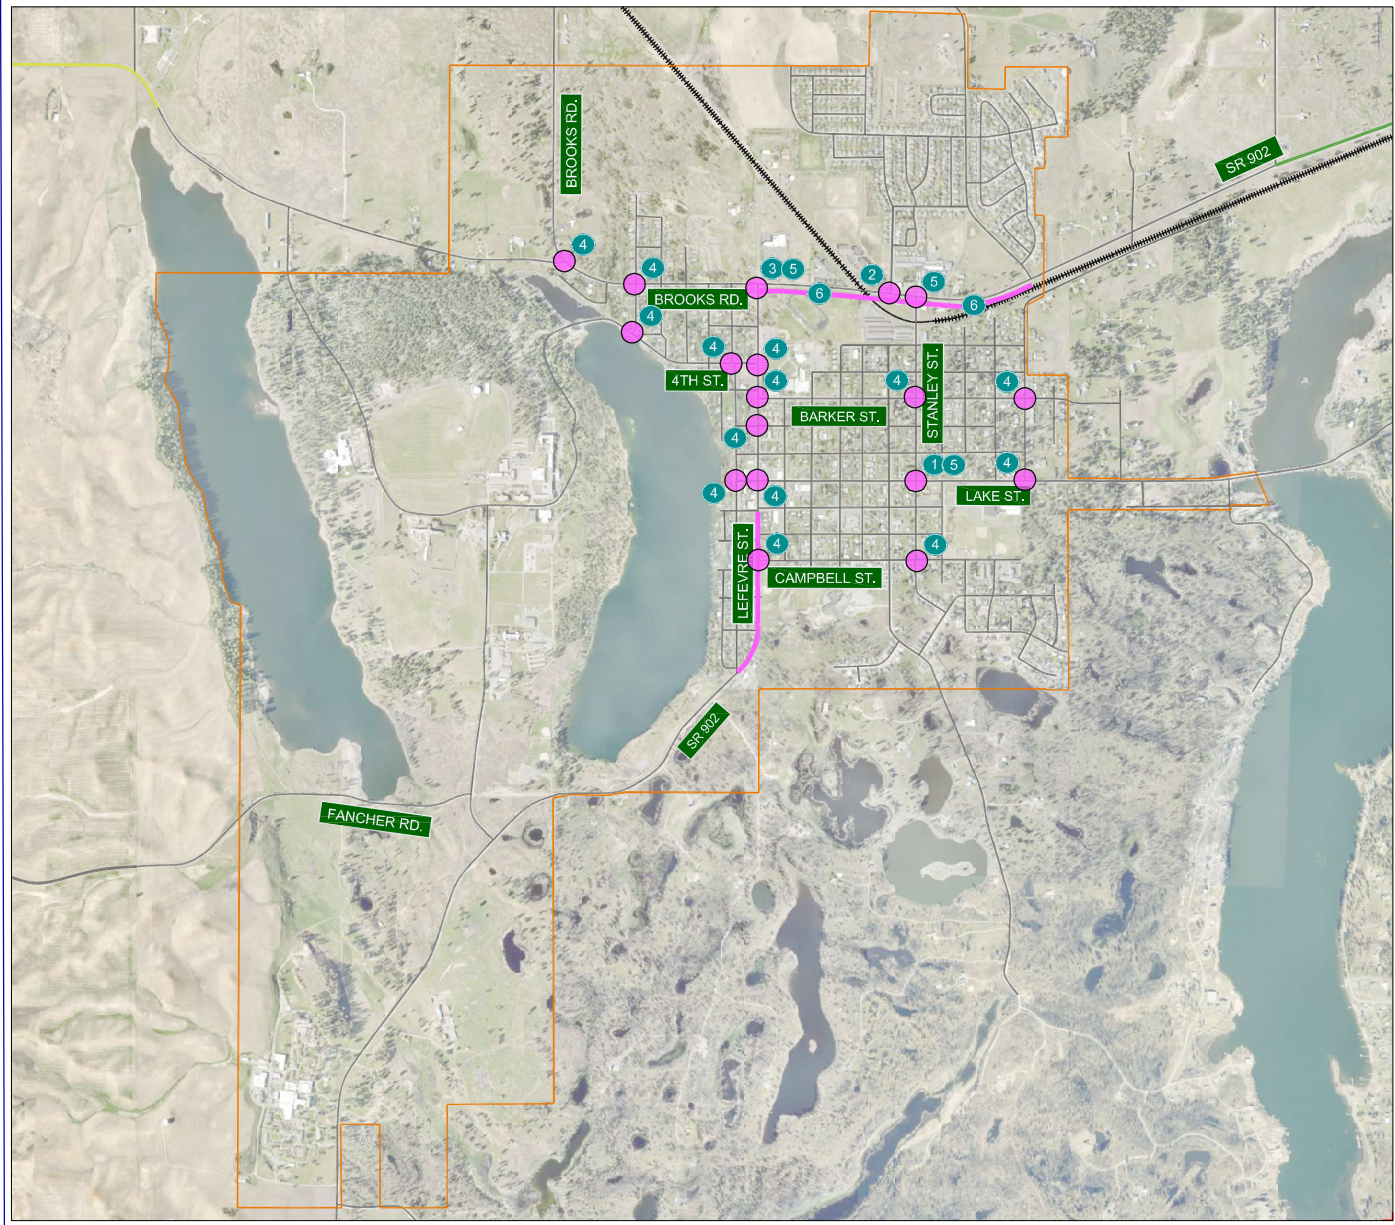 BROOKS RD.
SR 902
4
4
3 5
2
5
6
6
BROOKS RD.
4
4
4
4TH ST.
4
4
4
STANLEY ST.
BARKER ST.
4
1 5
4
4
4
LAKE ST.
LEFEVRE ST.
4
4
CAMPBELL ST.
SR 902
FANCHER RD.